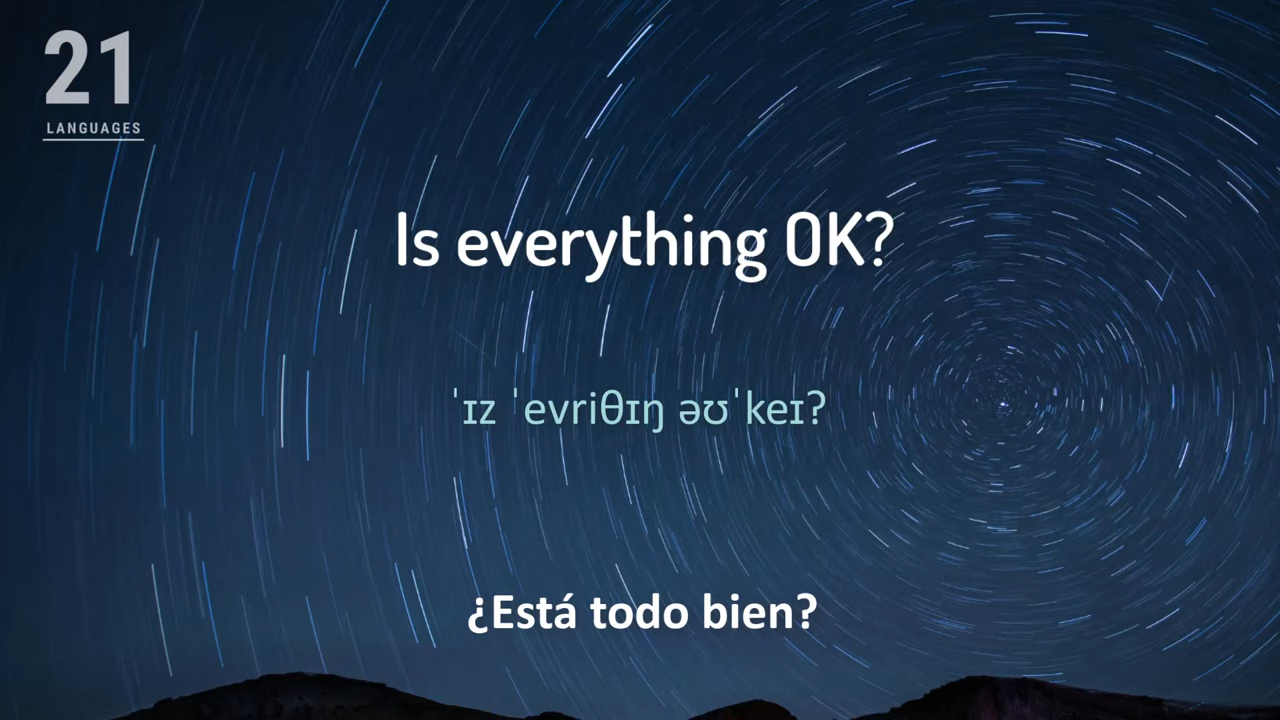 21
LANGUAGES
Is everything OK?
ˈɪz ˈevriθɪŋ əʊˈkeɪ?
¿Está todo bien?